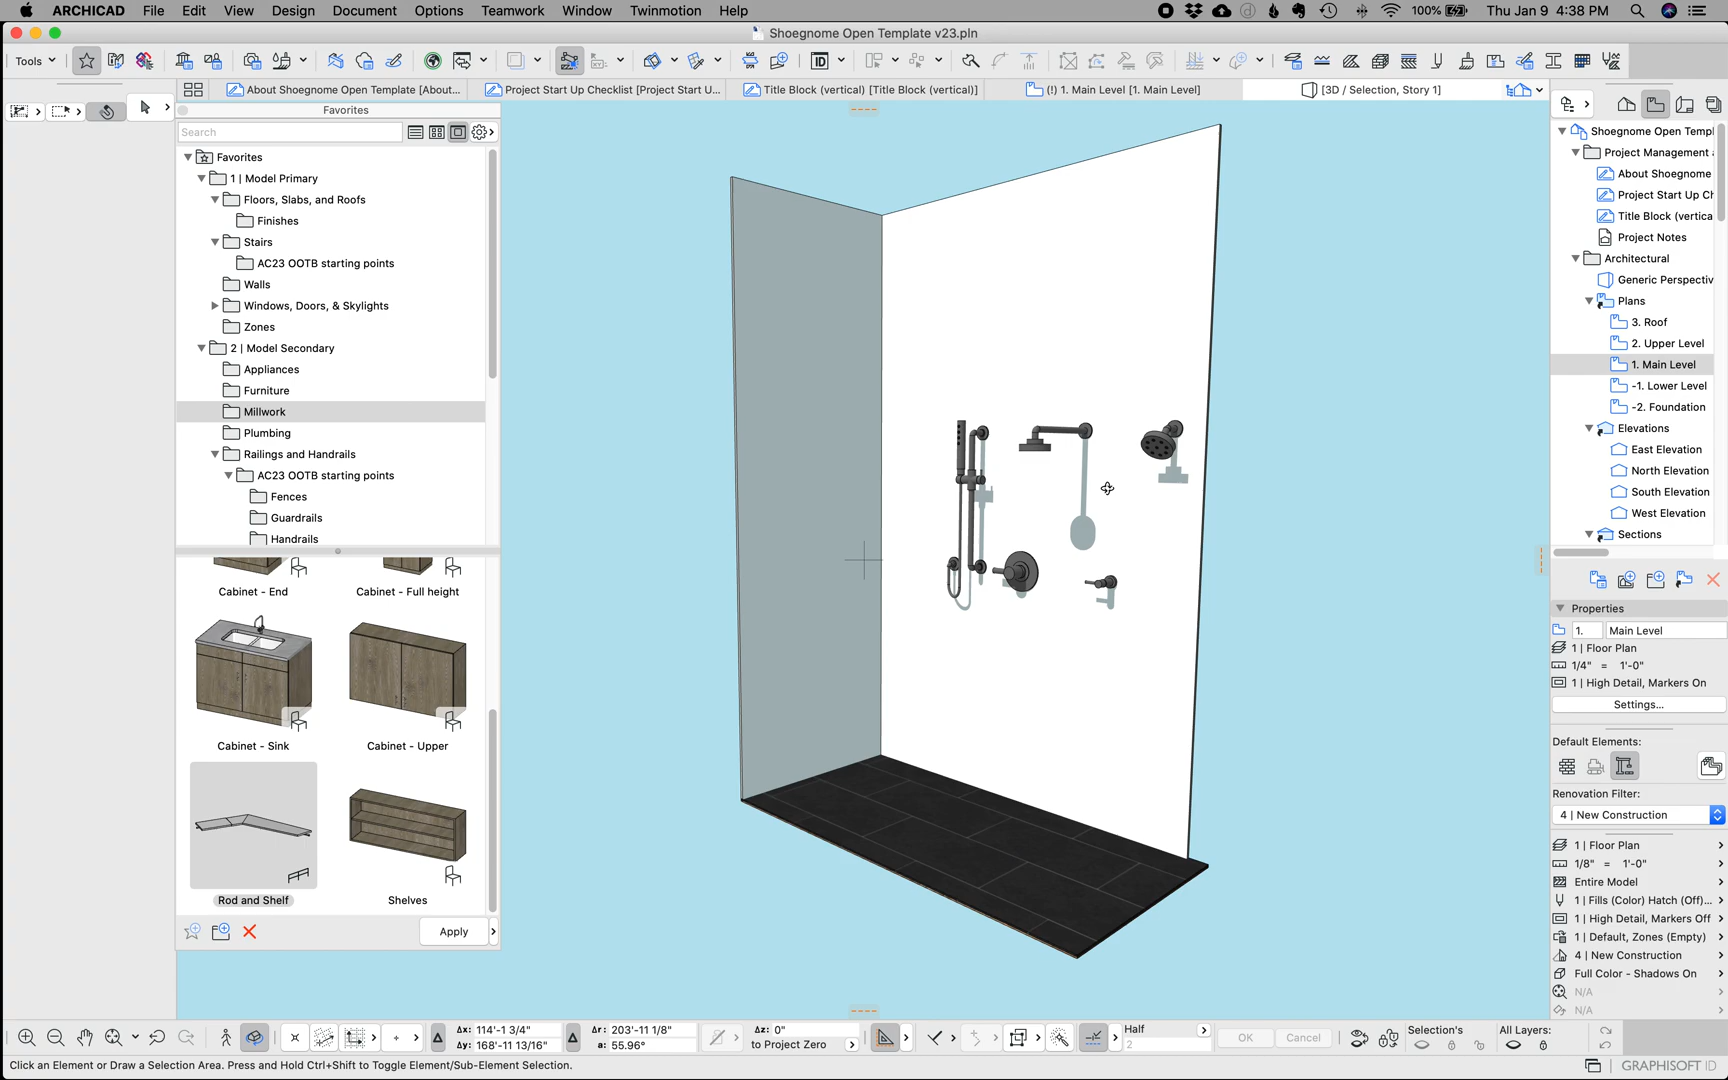 ARCHICAD File Edit View Design Document Options Teamwork Window Twinmotion Help
100% Thu Jan 9 4:38 PM
Shoegnome Open Template v23.pln
Tools
ID
About Shoegnome Open Template [About...
Project Start Up Checklist [Project Start U...
Title Block (vertical) [Title Block (vertical)]
(!) 1. Main Level [1. Main Level]
[3D / Selection, Story 1]
Favorites
Search
Favorites
1 | Model Primary
Floors, Slabs, and Roofs
Finishes
Stairs
AC23 OOTB starting points
Walls
Windows, Doors, & Skylights
Zones
2 | Model Secondary
Appliances
Furniture
Millwork
Plumbing
Railings and Handrails
AC23 OOTB starting points
Fences
Guardrails
Handrails
Cabinet - End
Cabinet - Full height
Cabinet - Sink
Cabinet - Upper
Rod and Shelf
Shelves
Apply
Shoegnome Open Templ
Project Management a
About Shoegnome
Project Start Up Ch
Title Block (vertica
Project Notes
Architectural
Generic Perspectiv
Plans
3. Roof
2. Upper Level
1. Main Level
-1. Lower Level
-2. Foundation
Elevations
East Elevation
North Elevation
South Elevation
West Elevation
Sections
Properties
1. Main Level
1 | Floor Plan
1/4" = 1'-0"
1 | High Detail, Markers On
Settings...
Default Elements:
Renovation Filter:
4 | New Construction
1 | Floor Plan
1/8" = 1'-0"
Entire Model
1 | Fills (Color) Hatch (Off)...
1 | High Detail, Markers Off
1 | Default, Zones (Empty)
4 | New Construction
Full Color - Shadows On
N/A
N/A
Δx: 114'-1 3/4"
Δy: 168'-11 13/16"
Δr: 203'-11 1/8"
a: 55.96°
Δz: 0"
to Project Zero
Half
2
OK
Cancel
Selection's
All Layers:
Click an Element or Draw a Selection Area. Press and Hold Ctrl+Shift to Toggle Element/Sub-Element Selection.
GRAPHISOFT ID